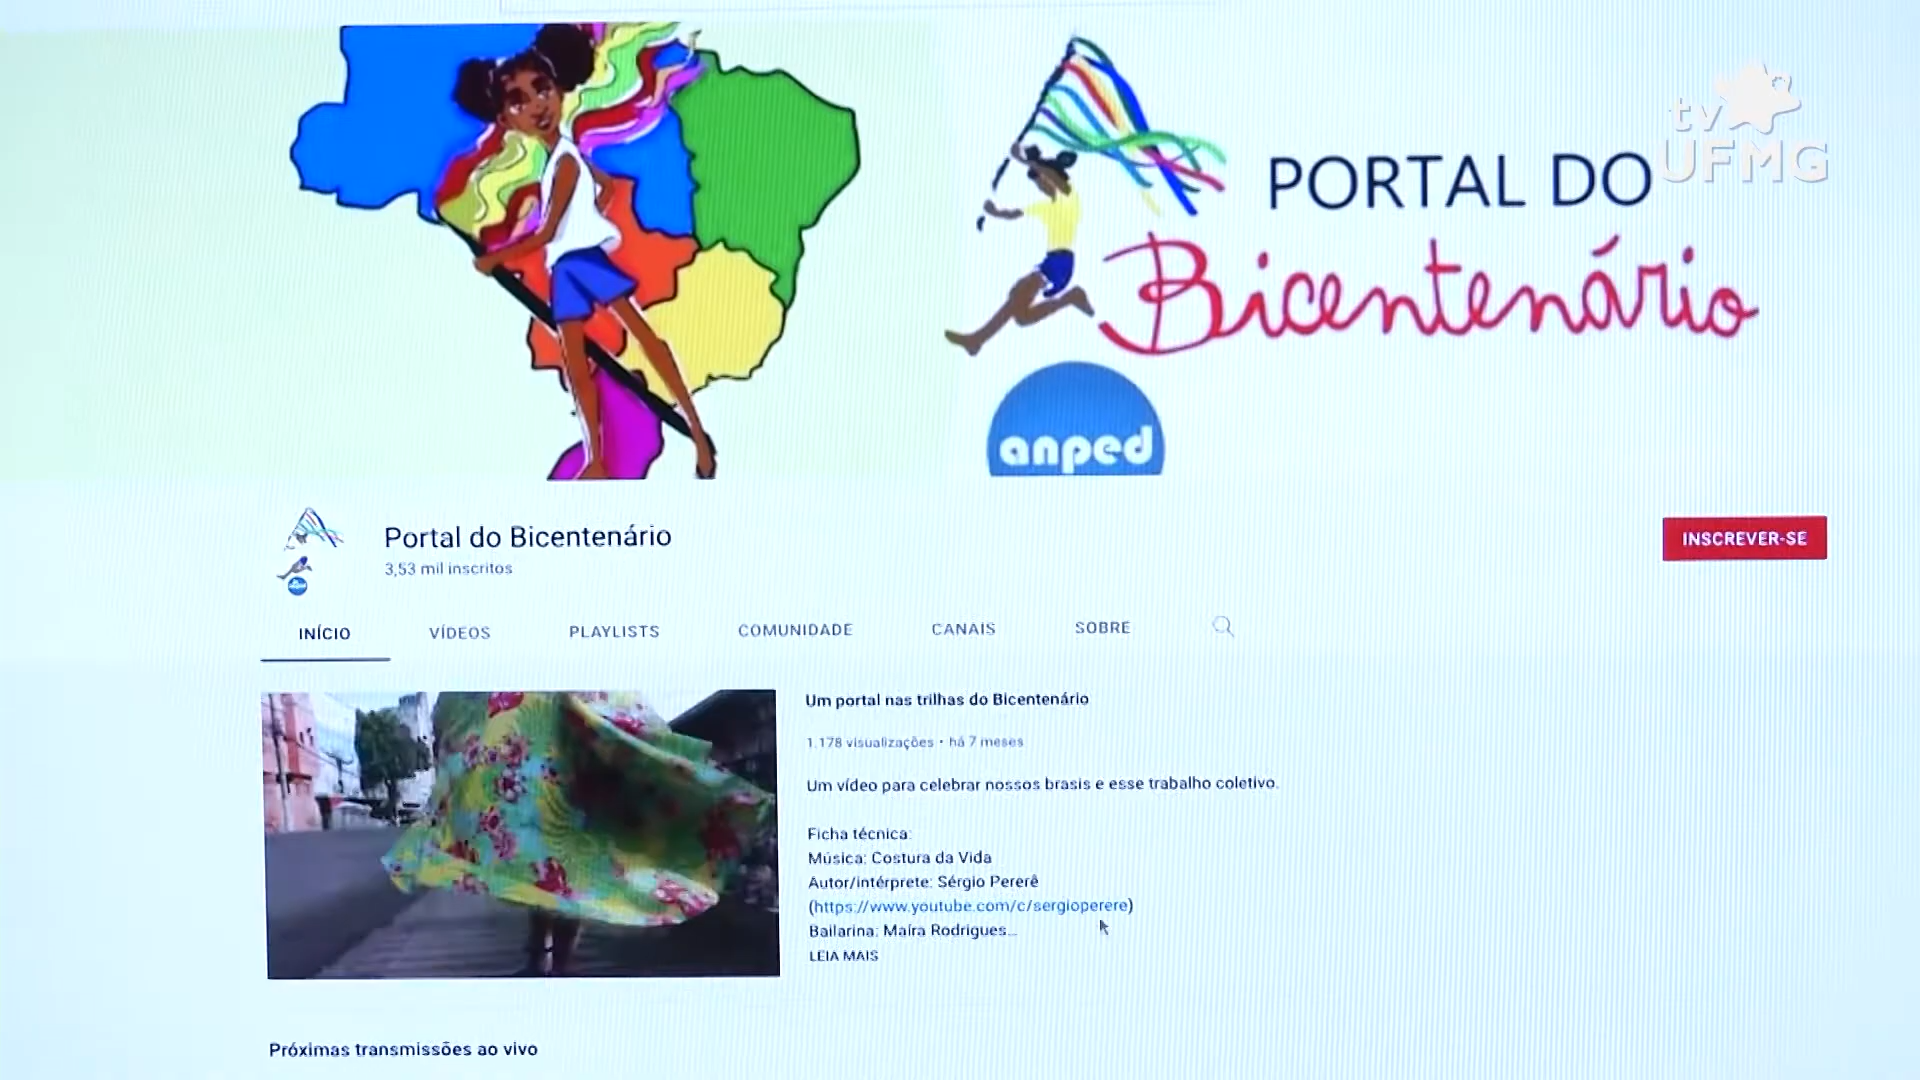 tv
UFMG
PORTAL DO
Bicentenário
anped
Portal do Bicentenário
3,53 mil inscritos
INSCREVER-SE
INÍCIO VÍDEOS PLAYLISTS COMUNIDADE CANAIS SOBRE
Um portal nas trilhas do Bicentenário
1.178 visualizações • há 7 meses
Um vídeo para celebrar nossos brasis e esse trabalho coletivo.
Ficha técnica:
Música: Costura da Vida
Autor/intérprete: Sérgio Pererê
(https://www.youtube.com/c/sergioperere)
Bailarina: Maíra Rodrigues...
LEIA MAIS
Próximas transmissões ao vivo